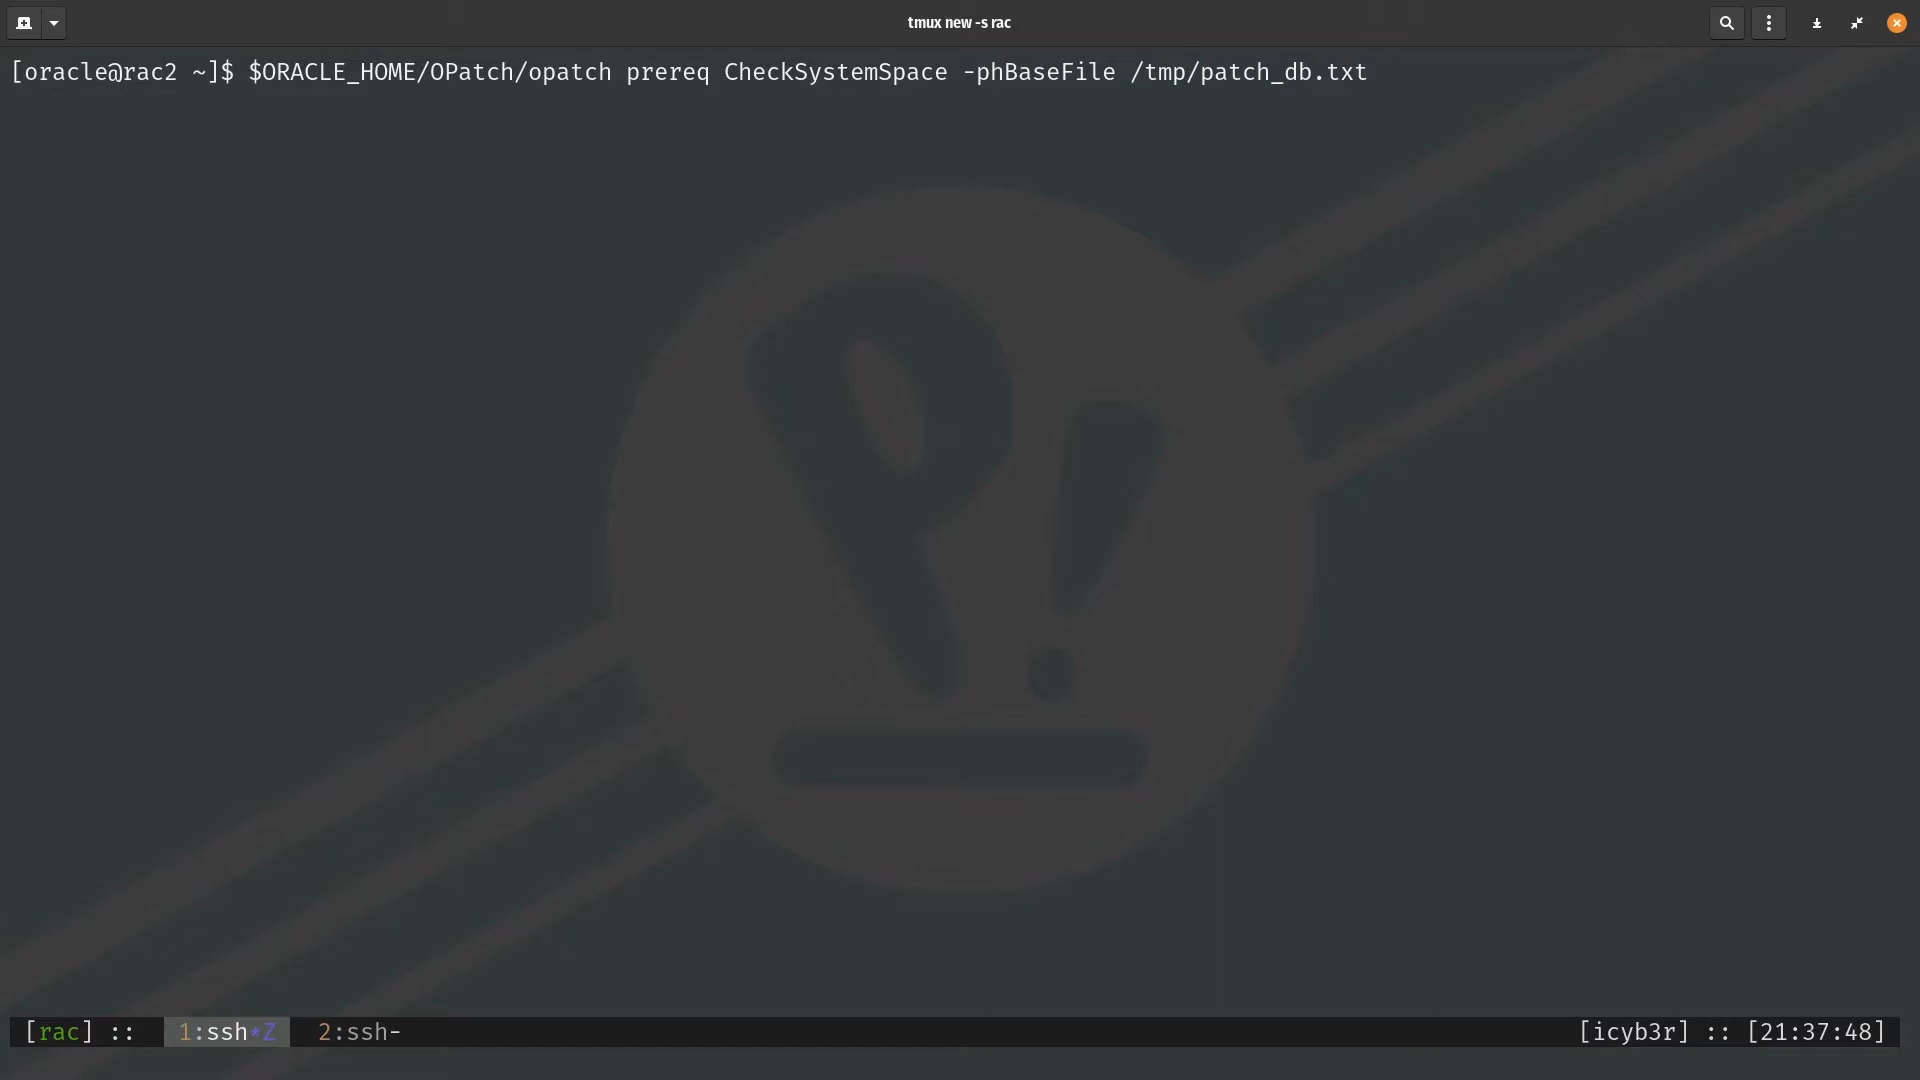 tmux new -s rac
[oracle@rac2 ~]$ $ORACLE_HOME/OPatch/opatch prereq CheckSystemSpace -phBaseFile /tmp/patch_db.txt
[rac] :: 1:ssh*Z 2:ssh- [icyb3r] :: [21:37:48]